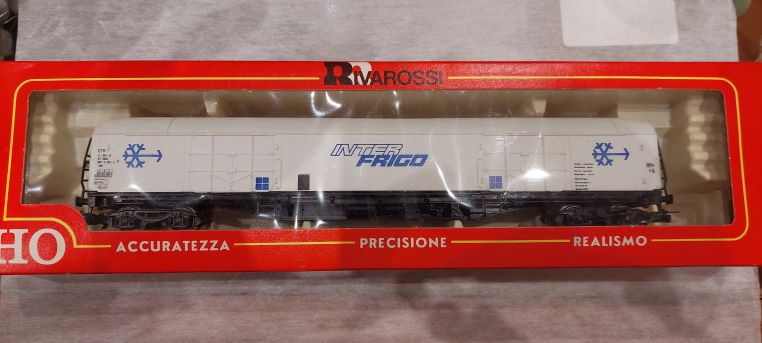 RIVAROSSI
INTER
FRIGO
HO
ACCURATEZZA
PRECISIONE
REALISMO